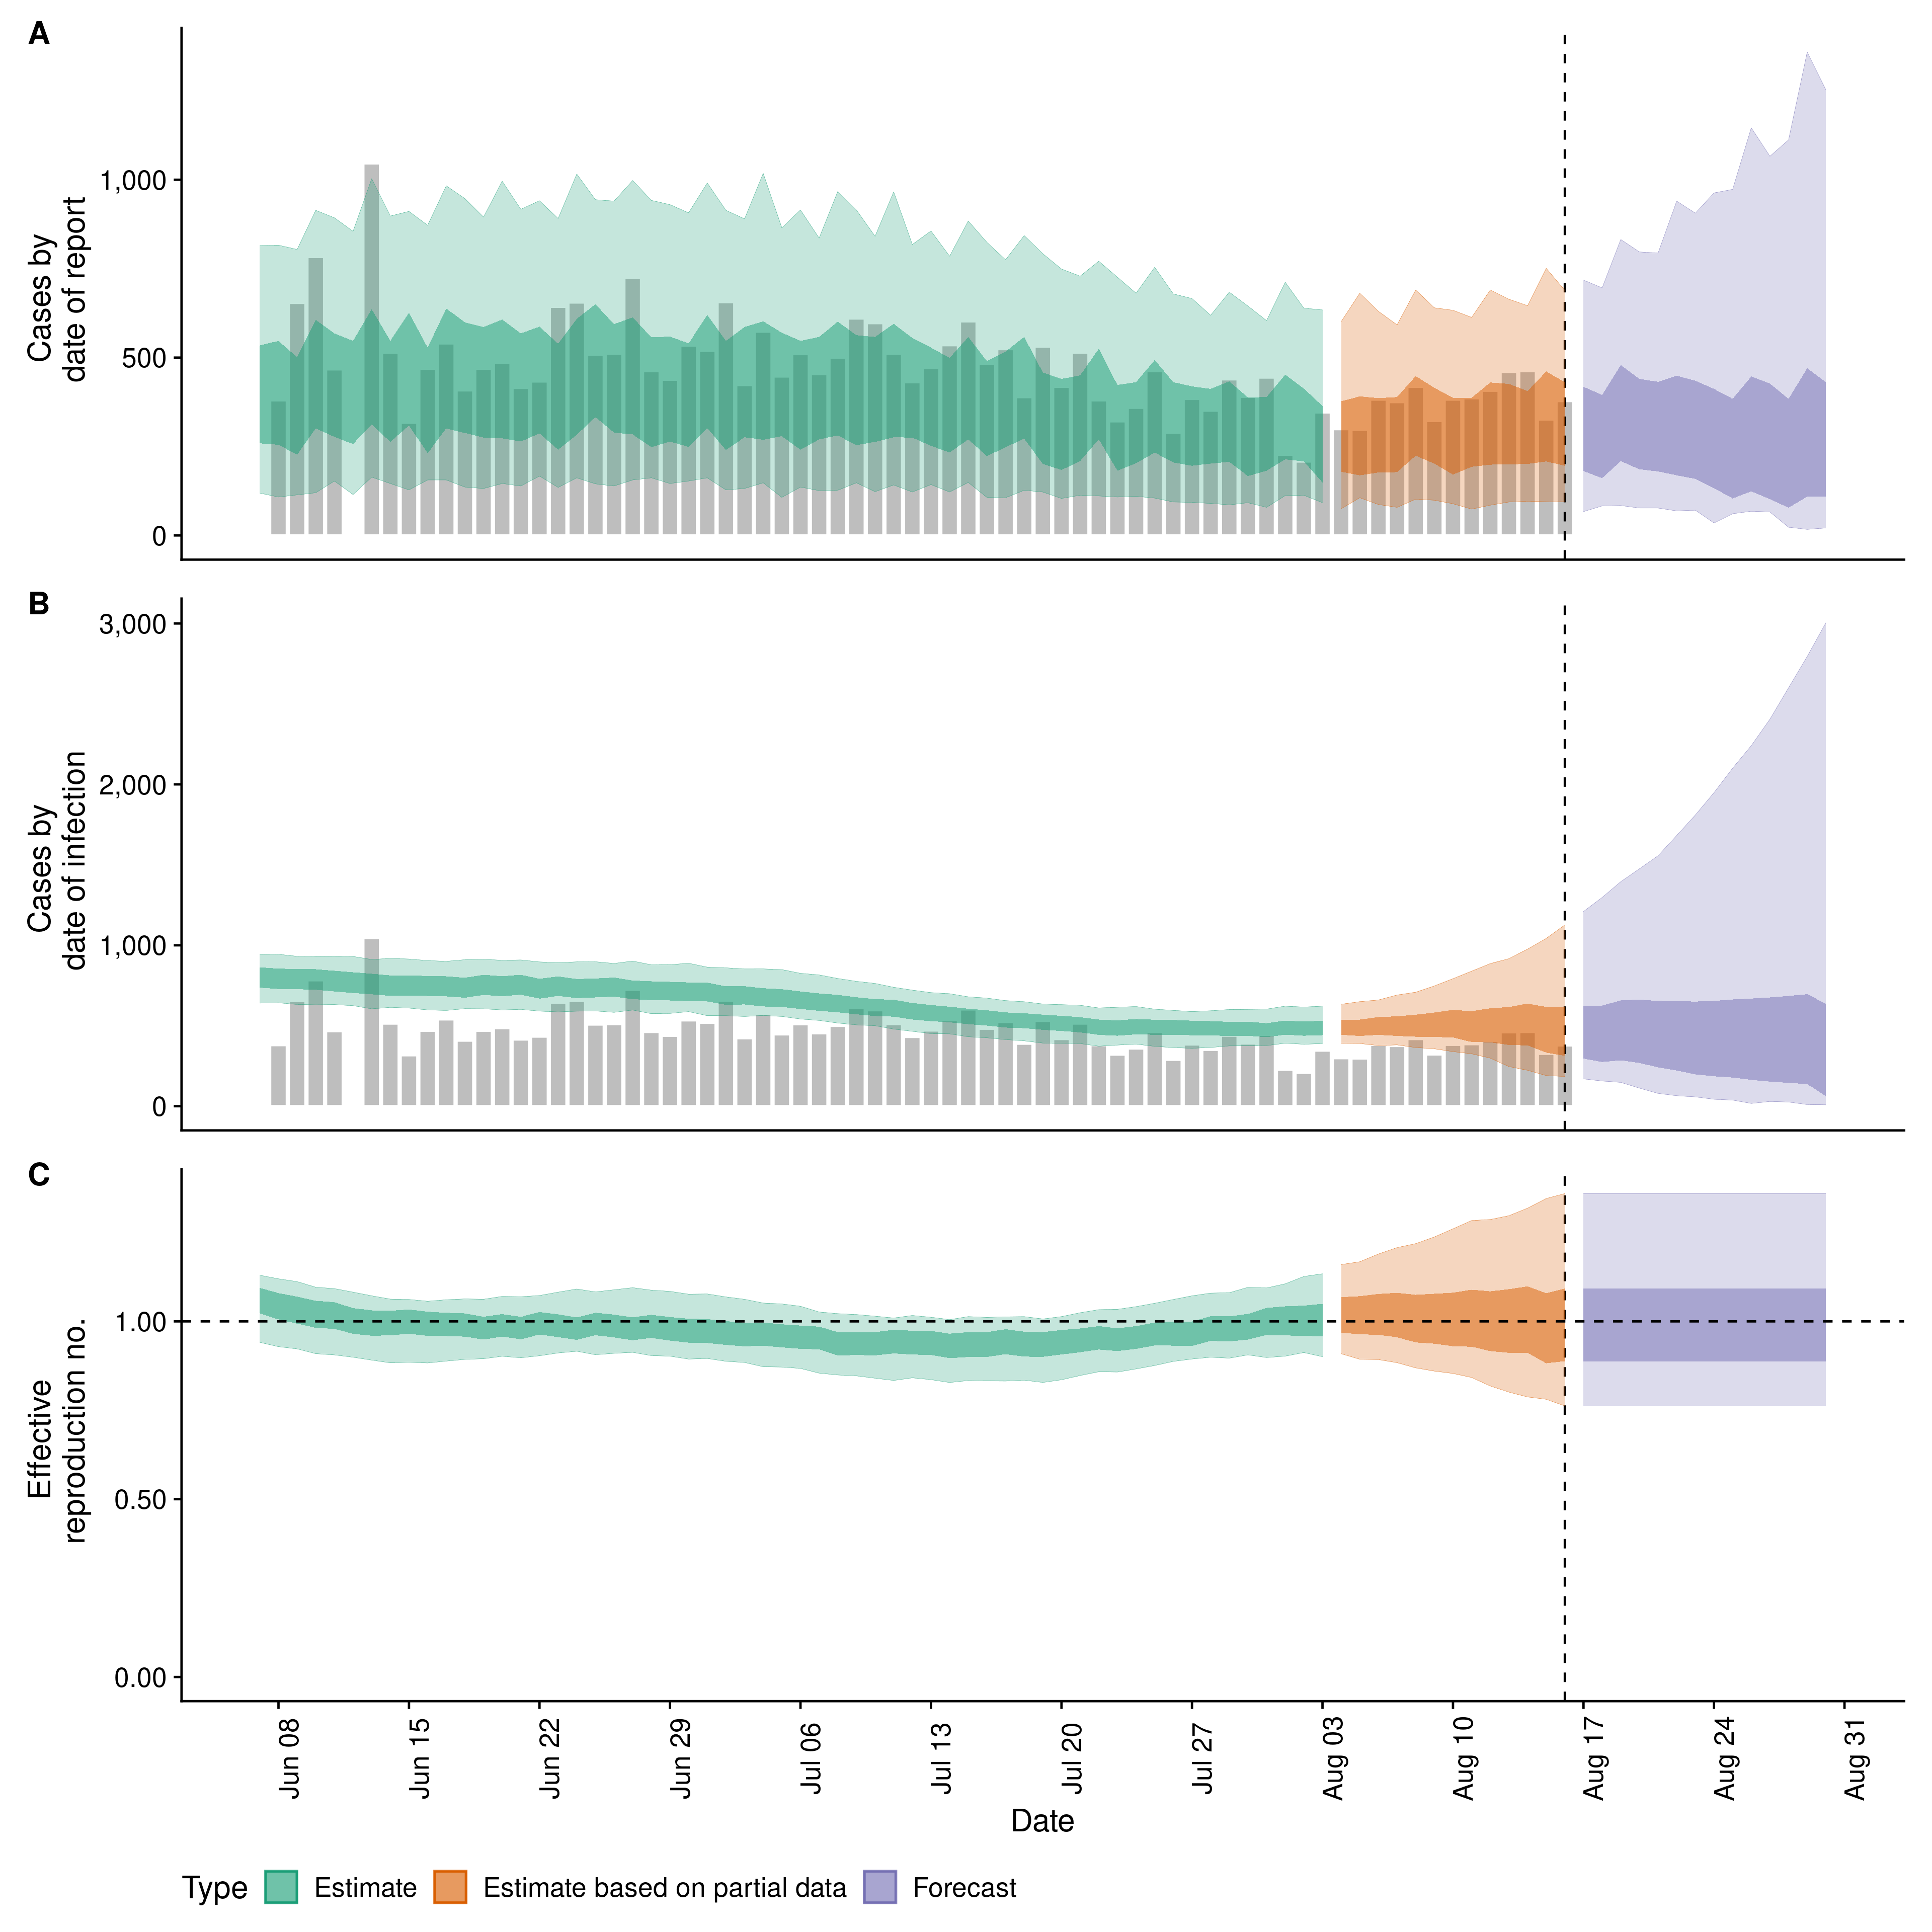 A
Cases by
date of report
1,000
500
0
B
Cases by
date of infection
3,000
2,000
1,000
0
C
Effective
reproduction no.
1.00
0.50
0.00
Jun 08
Jun 15
Jun 22
Jun 29
Jul 06
Jul 13
Jul 20
Jul 27
Aug 03
Aug 10
Aug 17
Aug 24
Aug 31
Date
Type Estimate Estimate based on partial data Forecast